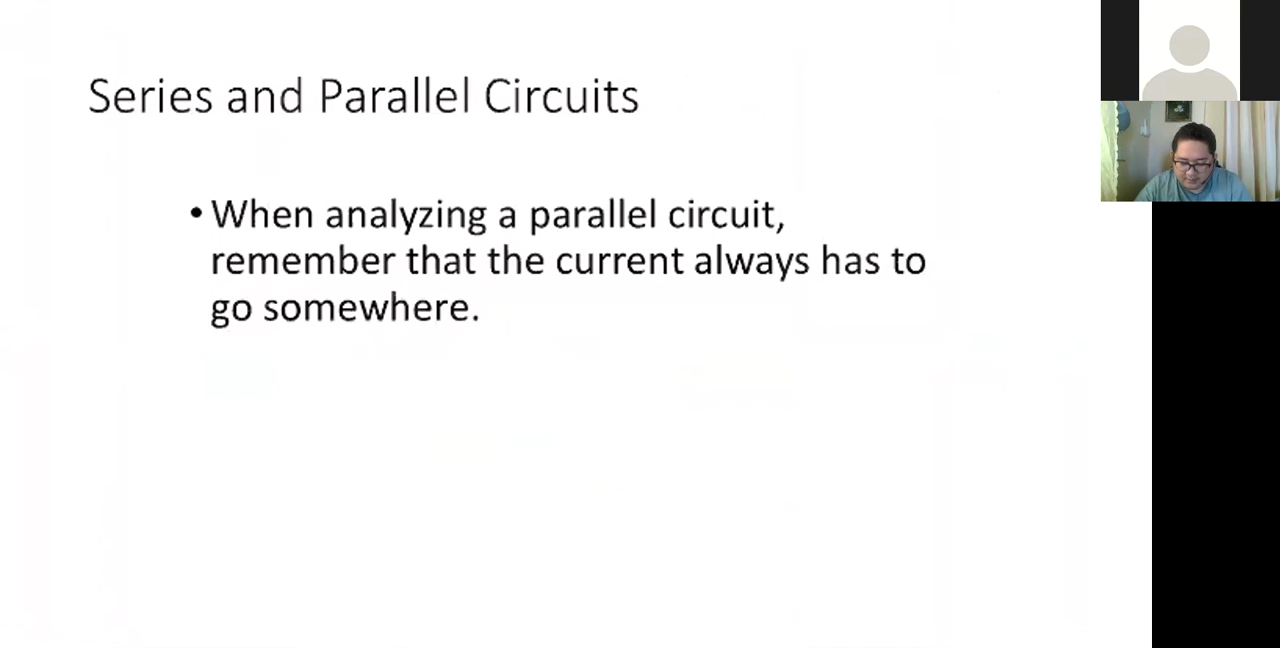 Series and Parallel Circuits
• When analyzing a parallel circuit,
remember that the current always has to
go somewhere.